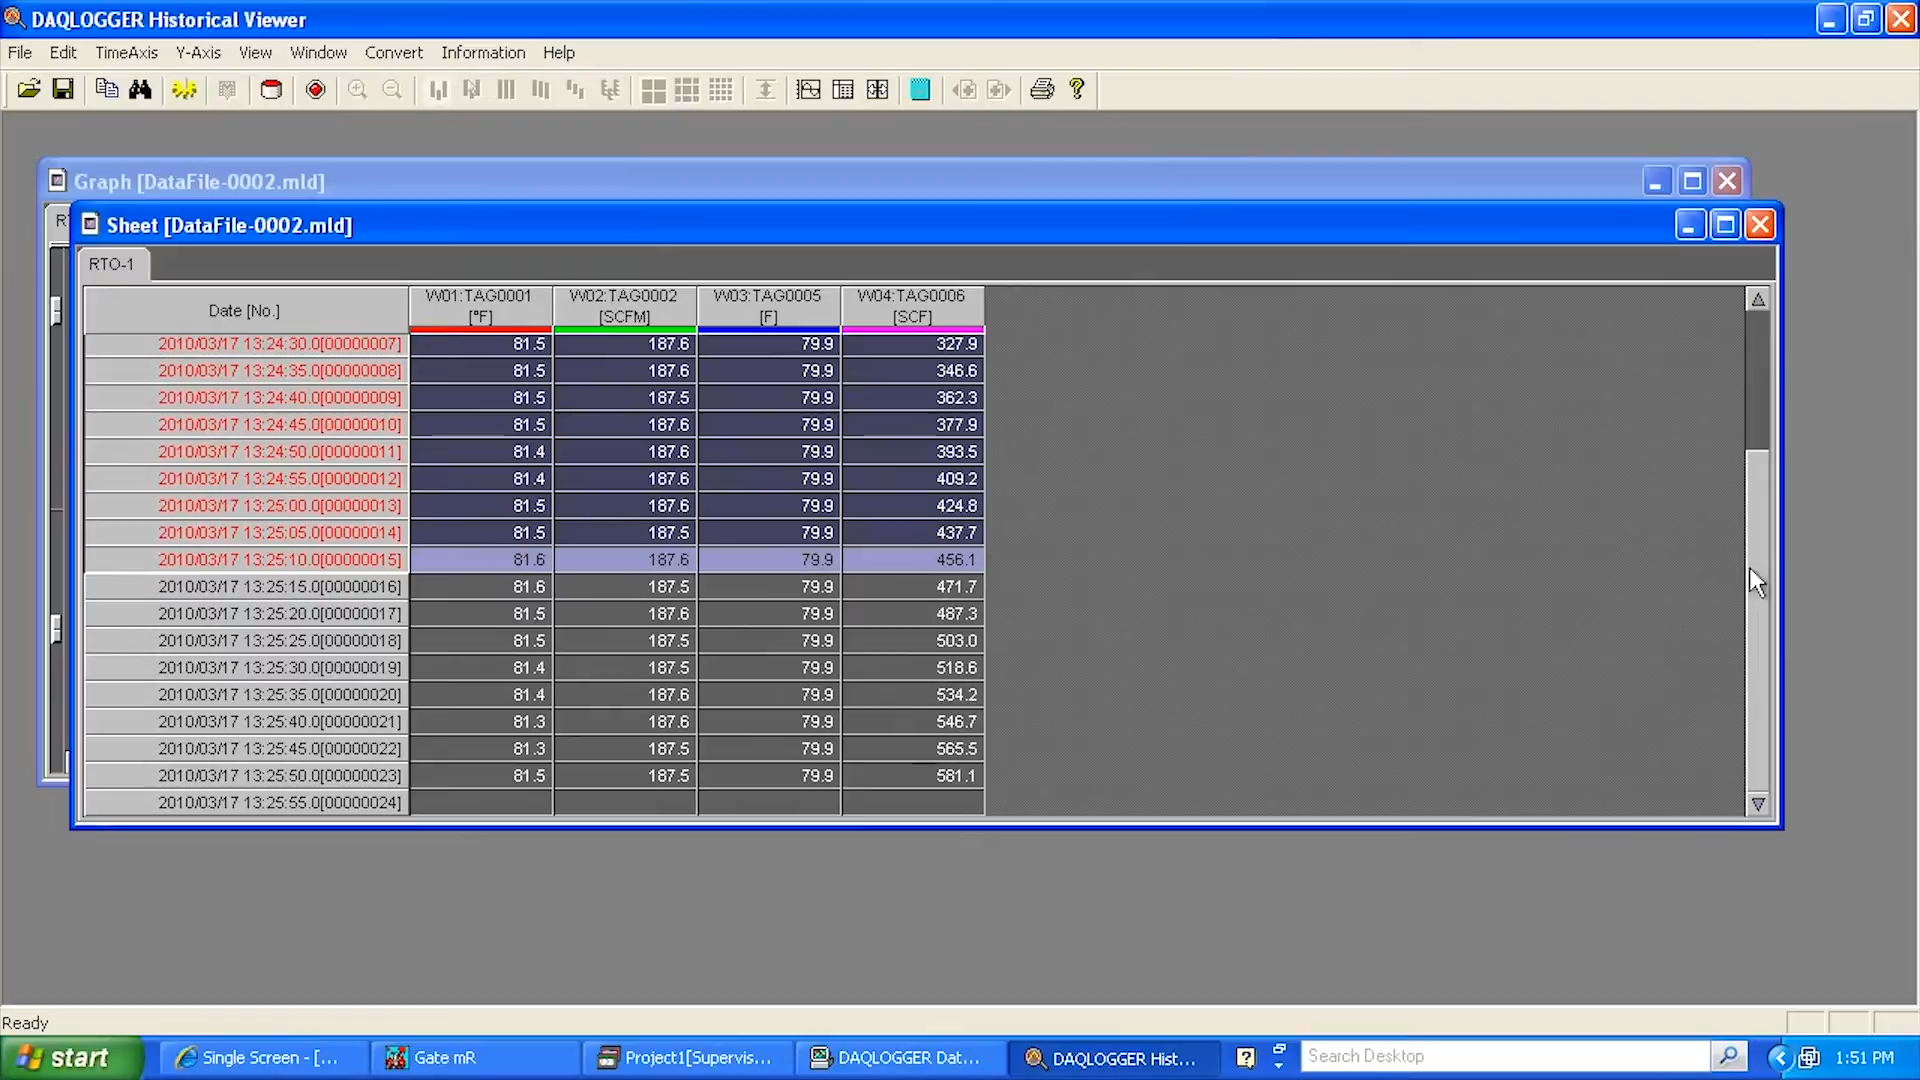 DAQLOGGER Historical Viewer
File Edit TimeAxis Y-Axis View Window Convert Information Help
Graph [DataFile-0002.mld]
Sheet [DataFile-0002.mld]
RTO-1
Date [No.] W01:TAG0001 [°F] W02:TAG0002 [SCFM] W03:TAG0005 [F] W04:TAG0006 [SCF]
2010/03/17 13:24:30.0[00000007] 81.5 187.6 79.9 327.9
2010/03/17 13:24:35.0[00000008] 81.5 187.6 79.9 346.6
2010/03/17 13:24:40.0[00000009] 81.5 187.5 79.9 362.3
2010/03/17 13:24:45.0[00000010] 81.5 187.6 79.9 377.9
2010/03/17 13:24:50.0[00000011] 81.4 187.6 79.9 393.5
2010/03/17 13:24:55.0[00000012] 81.4 187.6 79.9 409.2
2010/03/17 13:25:00.0[00000013] 81.5 187.6 79.9 424.8
2010/03/17 13:25:05.0[00000014] 81.5 187.5 79.9 437.7
2010/03/17 13:25:10.0[00000015] 81.6 187.6 79.9 456.1
2010/03/17 13:25:15.0[00000016] 81.6 187.5 79.9 471.7
2010/03/17 13:25:20.0[00000017] 81.5 187.6 79.9 487.3
2010/03/17 13:25:25.0[00000018] 81.5 187.5 79.9 503.0
2010/03/17 13:25:30.0[00000019] 81.4 187.5 79.9 518.6
2010/03/17 13:25:35.0[00000020] 81.4 187.6 79.9 534.2
2010/03/17 13:25:40.0[00000021] 81.3 187.6 79.9 546.7
2010/03/17 13:25:45.0[00000022] 81.3 187.5 79.9 565.5
2010/03/17 13:25:50.0[00000023] 81.5 187.5 79.9 581.1
2010/03/17 13:25:55.0[00000024]
Ready
start Single Screen - [... Gate mR Project1[Supervis... DAQLOGGER Dat... DAQLOGGER Hist... Search Desktop 1:51 PM